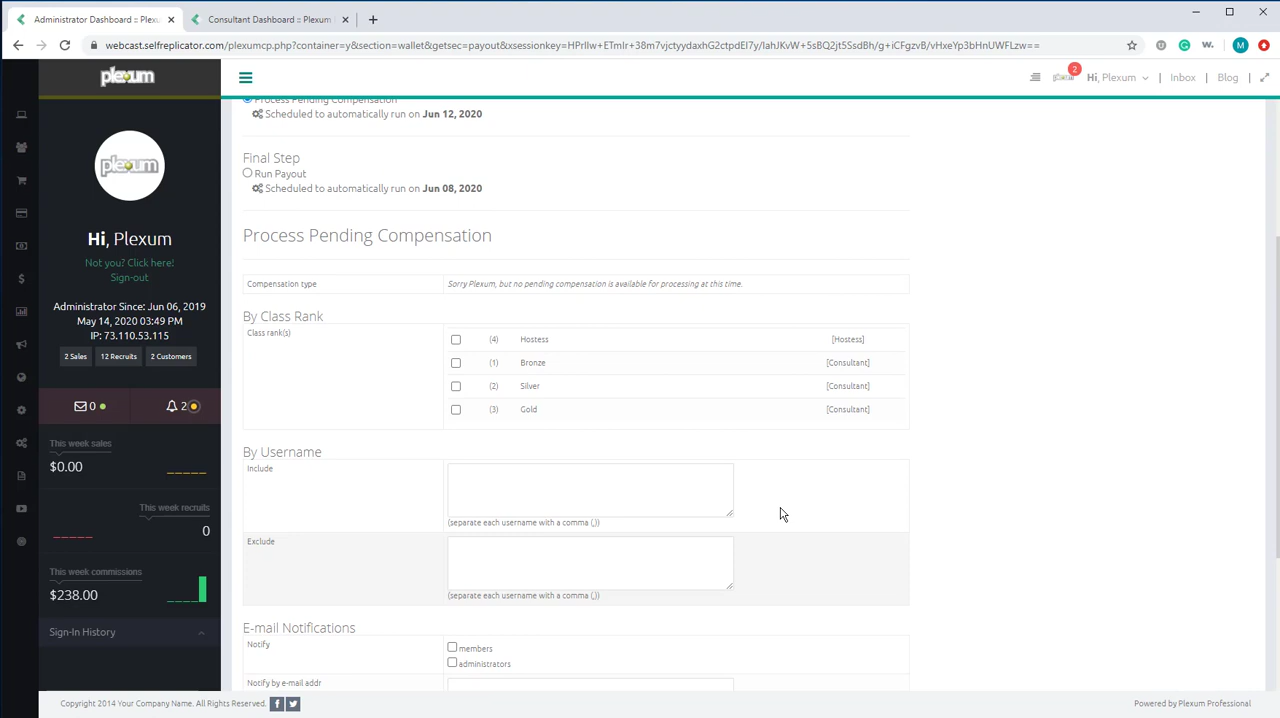 Administrator Dashboard :: Plexu
Consultant Dashboard :: Plexum
webcast.selfreplicator.com/plexumcp.php?container=y&section=wallet&getsec=payout&xsessionkey=
plexum
2
Hi, Plexum
Inbox
Blog
Process Pending Compensation
Scheduled to automatically run on Jun 12, 2020
Final Step
Run Payout
Scheduled to automatically run on Jun 08, 2020
plexum
Hi, Plexum
Not you? Click here!
Sign-out
Administrator Since: Jun 06, 2019
May 14, 2020 03:49 PM
IP: 73.110.53.115
2 Sales
12 Recruits
2 Customers
0
2
This week sales
$0.00
This week recruits
0
This week commissions
$238.00
Sign-In History
Process Pending Compensation
Compensation type
Sorry Plexum, but no pending compensation is available for processing at this time.
By Class Rank
Class rank(s)
(4) Hostess [Hostess]
(1) Bronze [Consultant]
(2) Silver [Consultant]
(3) Gold [Consultant]
By Username
Include
(separate each username with a comma (,))
Exclude
(separate each username with a comma (,))
E-mail Notifications
Notify
members
administrators
Notify by e-mail addr
Copyright 2014 Your Company Name. All Rights Reserved.
Powered by Plexum Professional